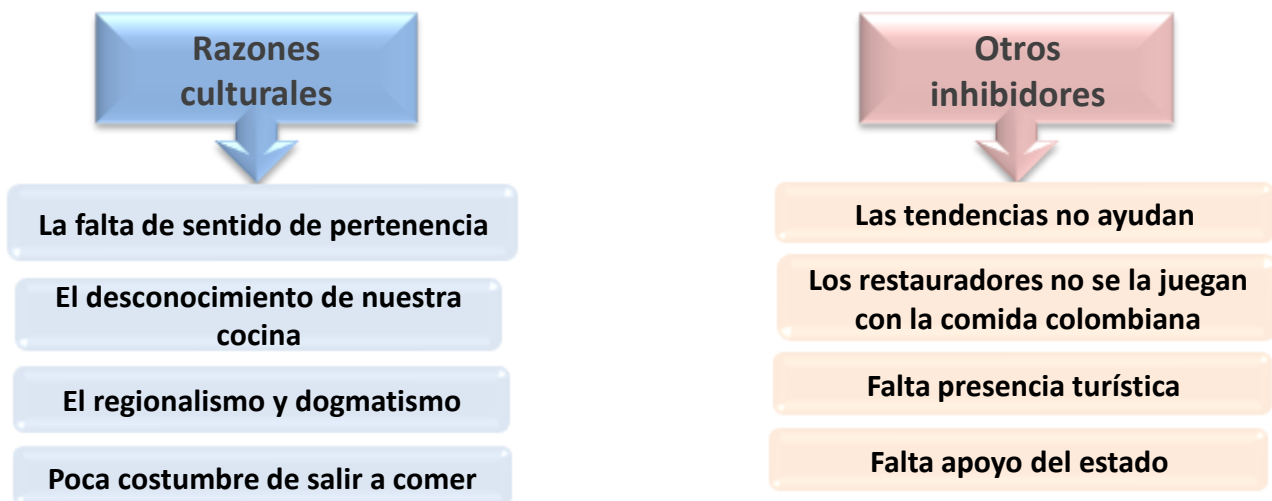 Razones
culturales
La falta de sentido de pertenencia
El desconocimiento de nuestra
cocina
El regionalismo y dogmatismo
Poca costumbre de salir a comer
Otros
inhibidores
Las tendencias no ayudan
Los restauradores no se la juegan
con la comida colombiana
Falta presencia turística
Falta apoyo del estado